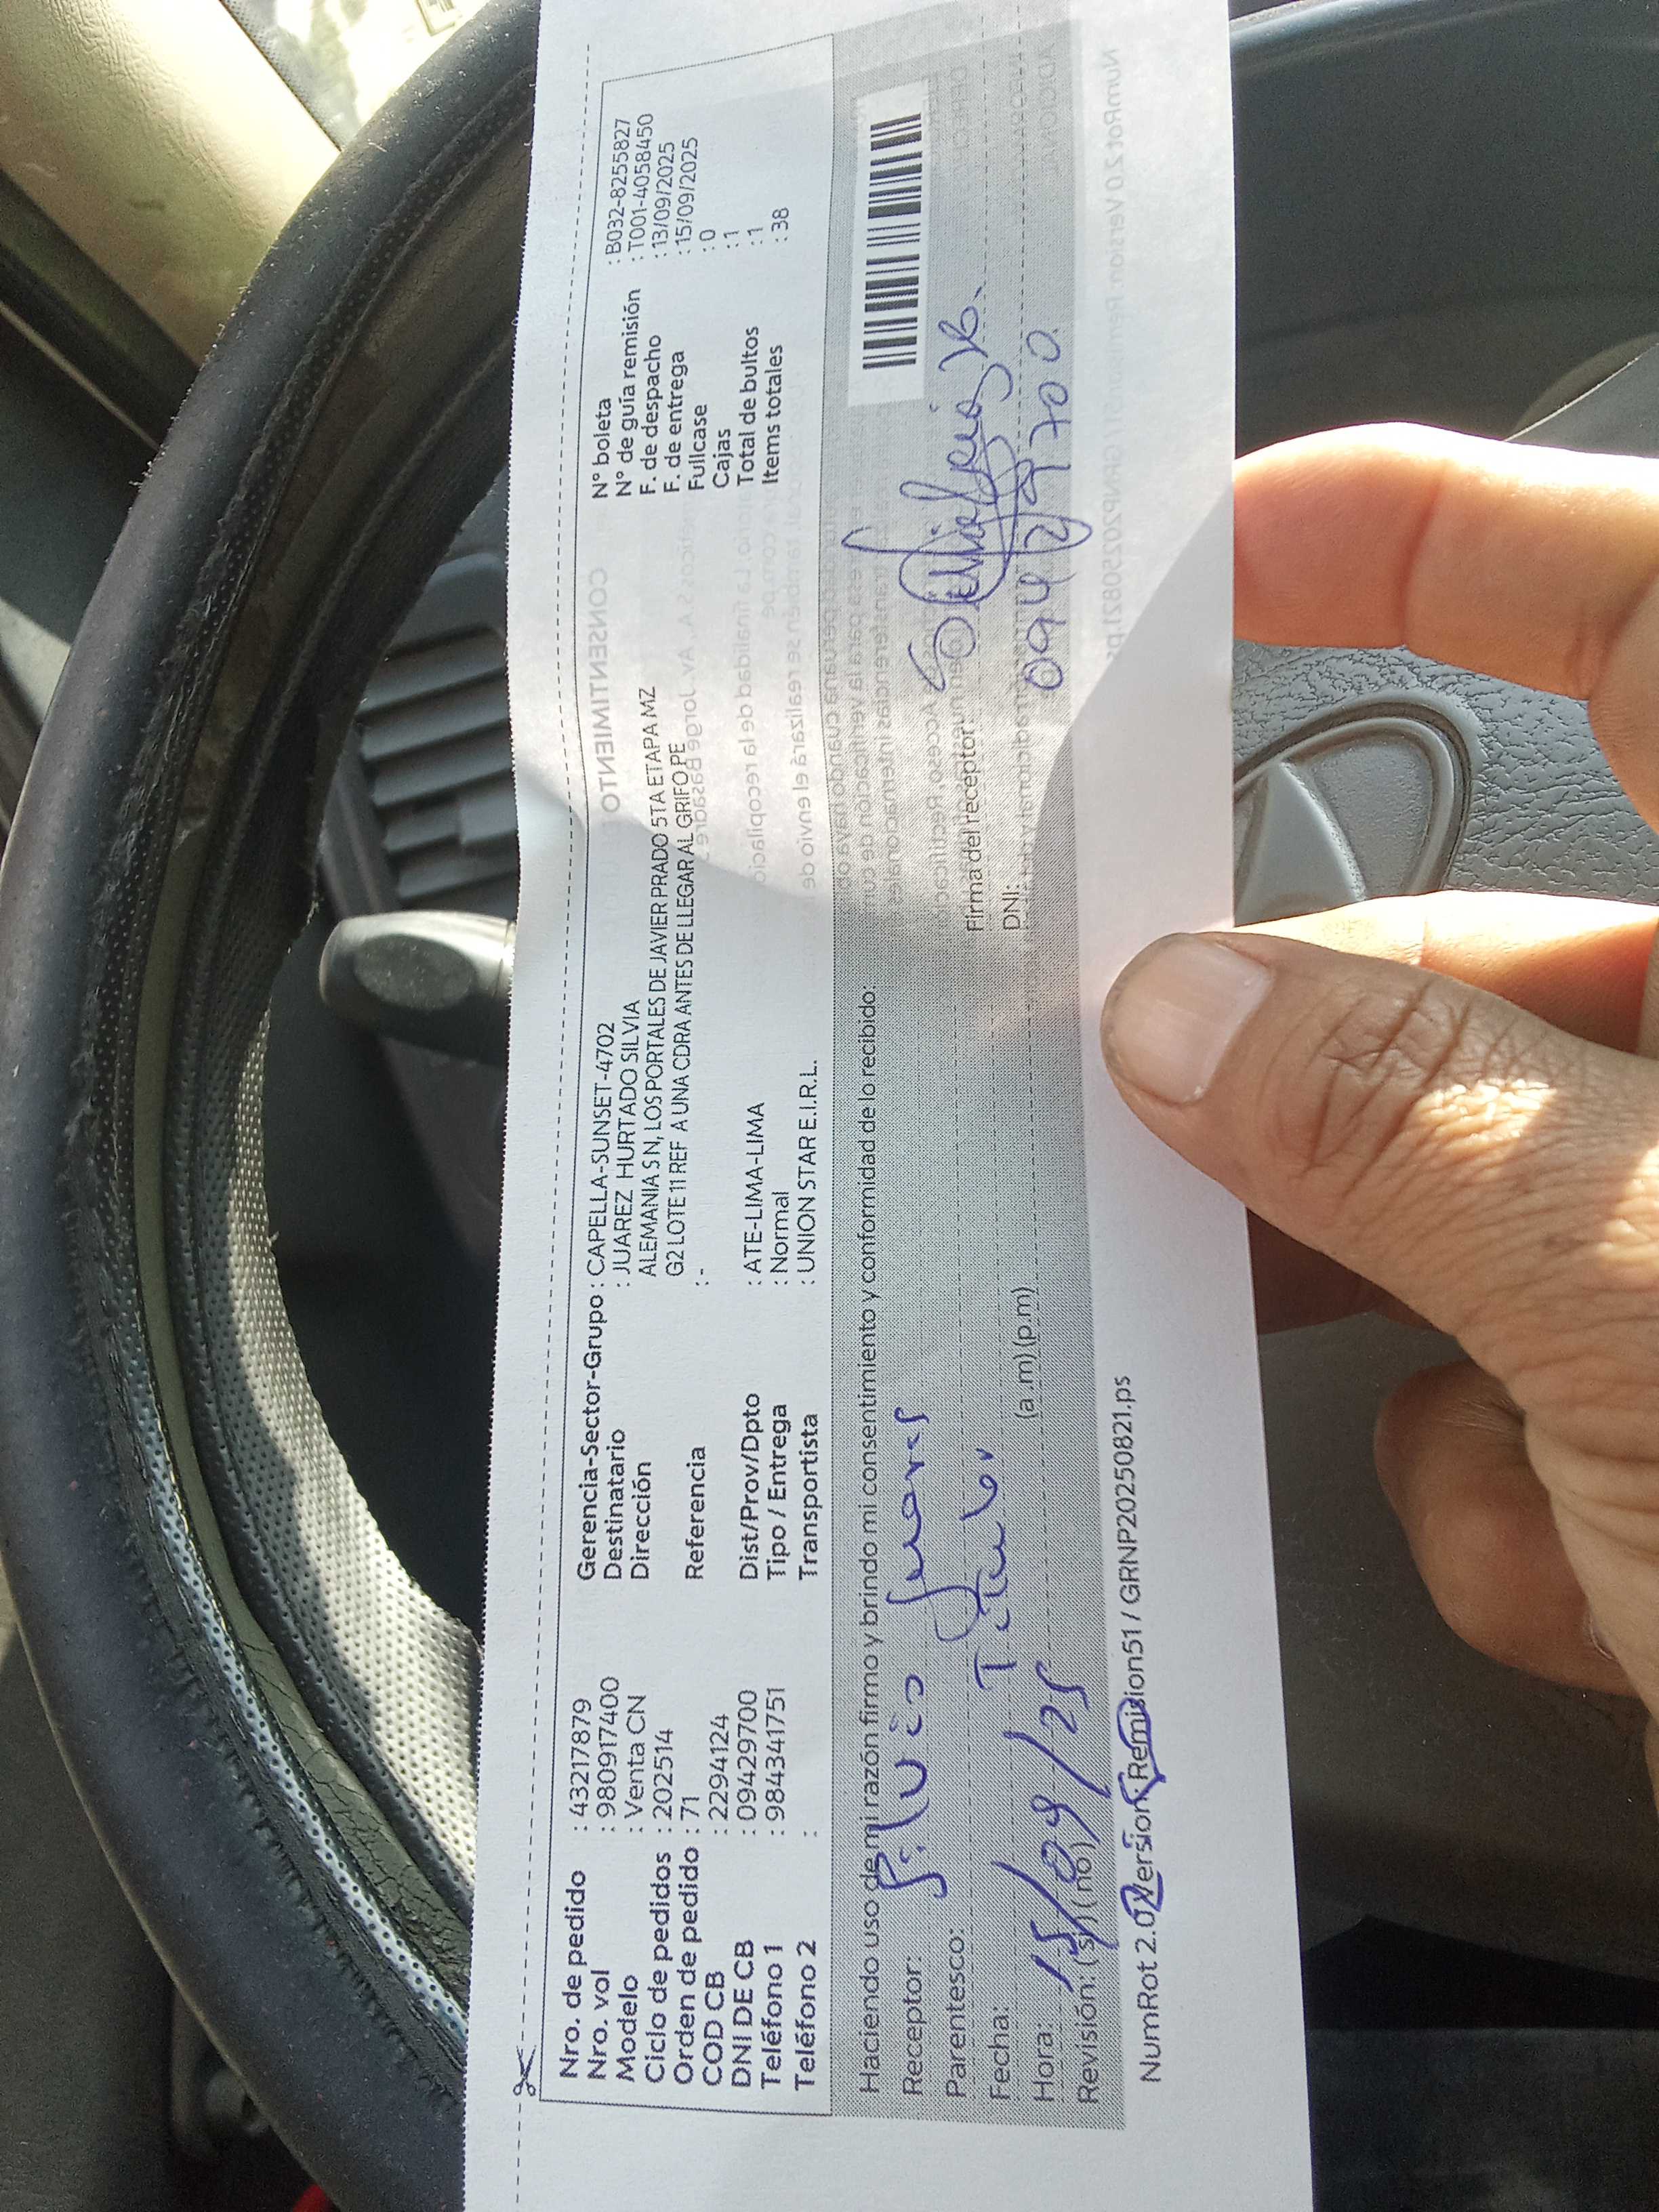 Nro. de pedido : 43217879
Nro. vol : 980917400
Modelo : Venta CN
Ciclo de pedidos : 202514
Orden de pedido : 71
COD CB : 2294124
DNI DE CB : 09429700
Teléfono 1 : 984341751
Teléfono 2 :
Gerencia-Sector-Grupo : CAPELLA-SUNSET-4702
Destinatario : JUAREZ HURTADO SILVIA
Dirección ALEMANIA S N, LOS PORTALES DE JAVIER PRADO 5TA ETAPA MZ
G2 LOTE 11 REF A UNA CDRA ANTES DE LLEGAR AL GRIFO PE
Referencia : -
Dist/Prov/Dpto : ATE-LIMA-LIMA
Tipo / Entrega : Normal
Transportista : UNION STAR E.I.R.L.
N° boleta : B032-8255827
N° de guía remisión : T001-4058450
F. de despacho : 13/09/2025
F. de entrega : 15/09/2025
Fullcase : 0
Cajas : 1
Total de bultos : 1
Items totales : 38
Haciendo uso de mi razón firmo y brindo mi consentimiento y conformidad de lo recibido:
Receptor: Silvia Juares
Parentesco: Titular
Fecha: 15/09/25
Hora: (a.m) (p.m)
Revisión: (si) (no)
Firma del receptor:
DNI: 09429700
NumRot 2.0 Version: Remision51 / GRNP20250821.ps